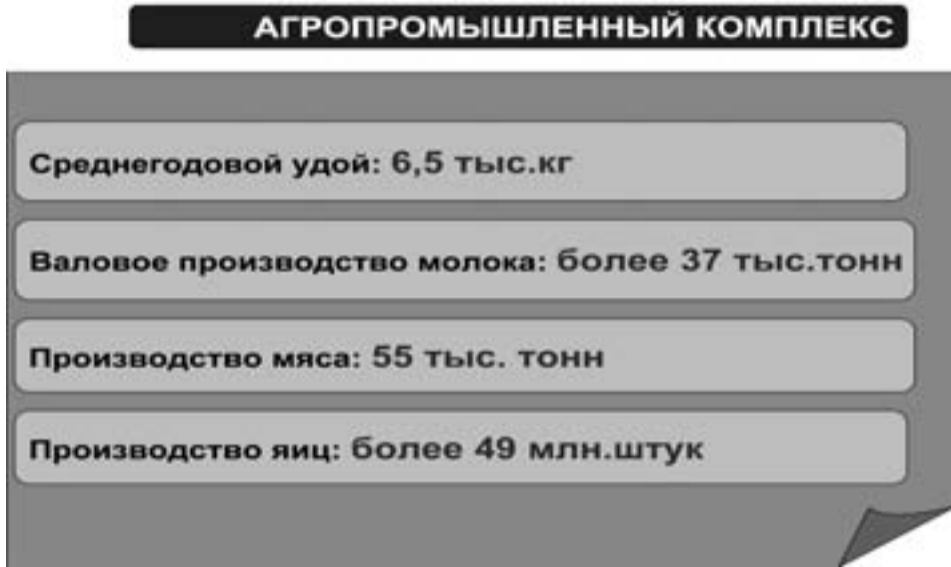 АГРОПРОМЫШЛЕННЫЙ КОМПЛЕКС
Среднегодовой удой: 6,5 тыс.кг
Валовое производство молока: более 37 тыс.тонн
Производство мяса: 55 тыс. тонн
Производство яиц: более 49 млн.штук